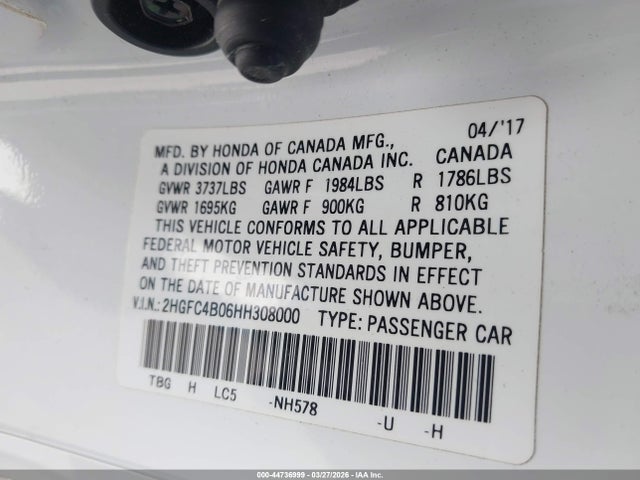 04/'17
MFD. BY HONDA OF CANADA MFG.,
A DIVISION OF HONDA CANADA INC. CANADA
GVWR 3737LBS GAWR F 1984LBS R 1786LBS
GVWR 1695KG GAWR F 900KG R 810KG
THIS VEHICLE CONFORMS TO ALL APPLICABLE
FEDERAL MOTOR VEHICLE SAFETY, BUMPER,
AND THEFT PREVENTION STANDARDS IN EFFECT
ON THE DATE OF MANUFACTURE SHOWN ABOVE.
V.I.N.: 2HGFC4B06HH308000 TYPE: PASSENGER CAR
TBG H LC5 -NH578 -U -H
000-44736999 | 03/27/2026 | IAA Inc.